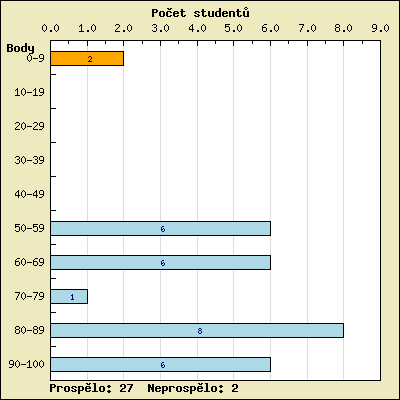 Počet studentů
0.0 1.0 2.0 3.0 4.0 5.0 6.0 7.0 8.0 9.0
Body
0-9 2
10-19
20-29
30-39
40-49
50-59 6
60-69 6
70-79 1
80-89 8
90-100 6
Prospělo: 27 Neprospělo: 2